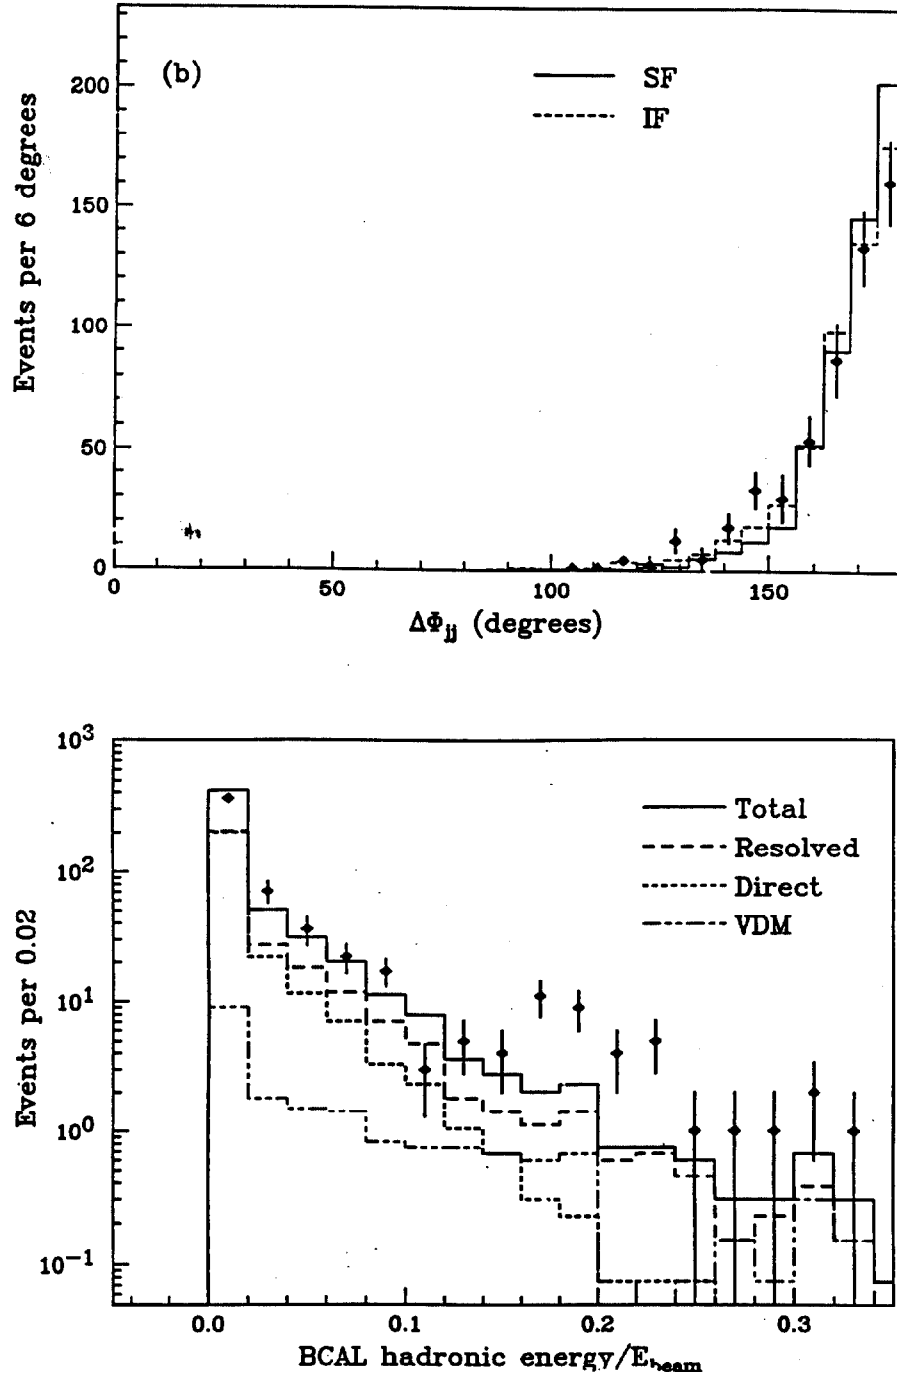 (b)
SF
IF
Events per 6 degrees
200
150
100
50
0
0 50 100 150
ΔΦjj (degrees)
10³
10²
10¹
10⁰
10⁻¹
Events per 0.02
Total
Resolved
Direct
VDM
0.0 0.1 0.2 0.3
BCAL hadronic energy/Ebeam